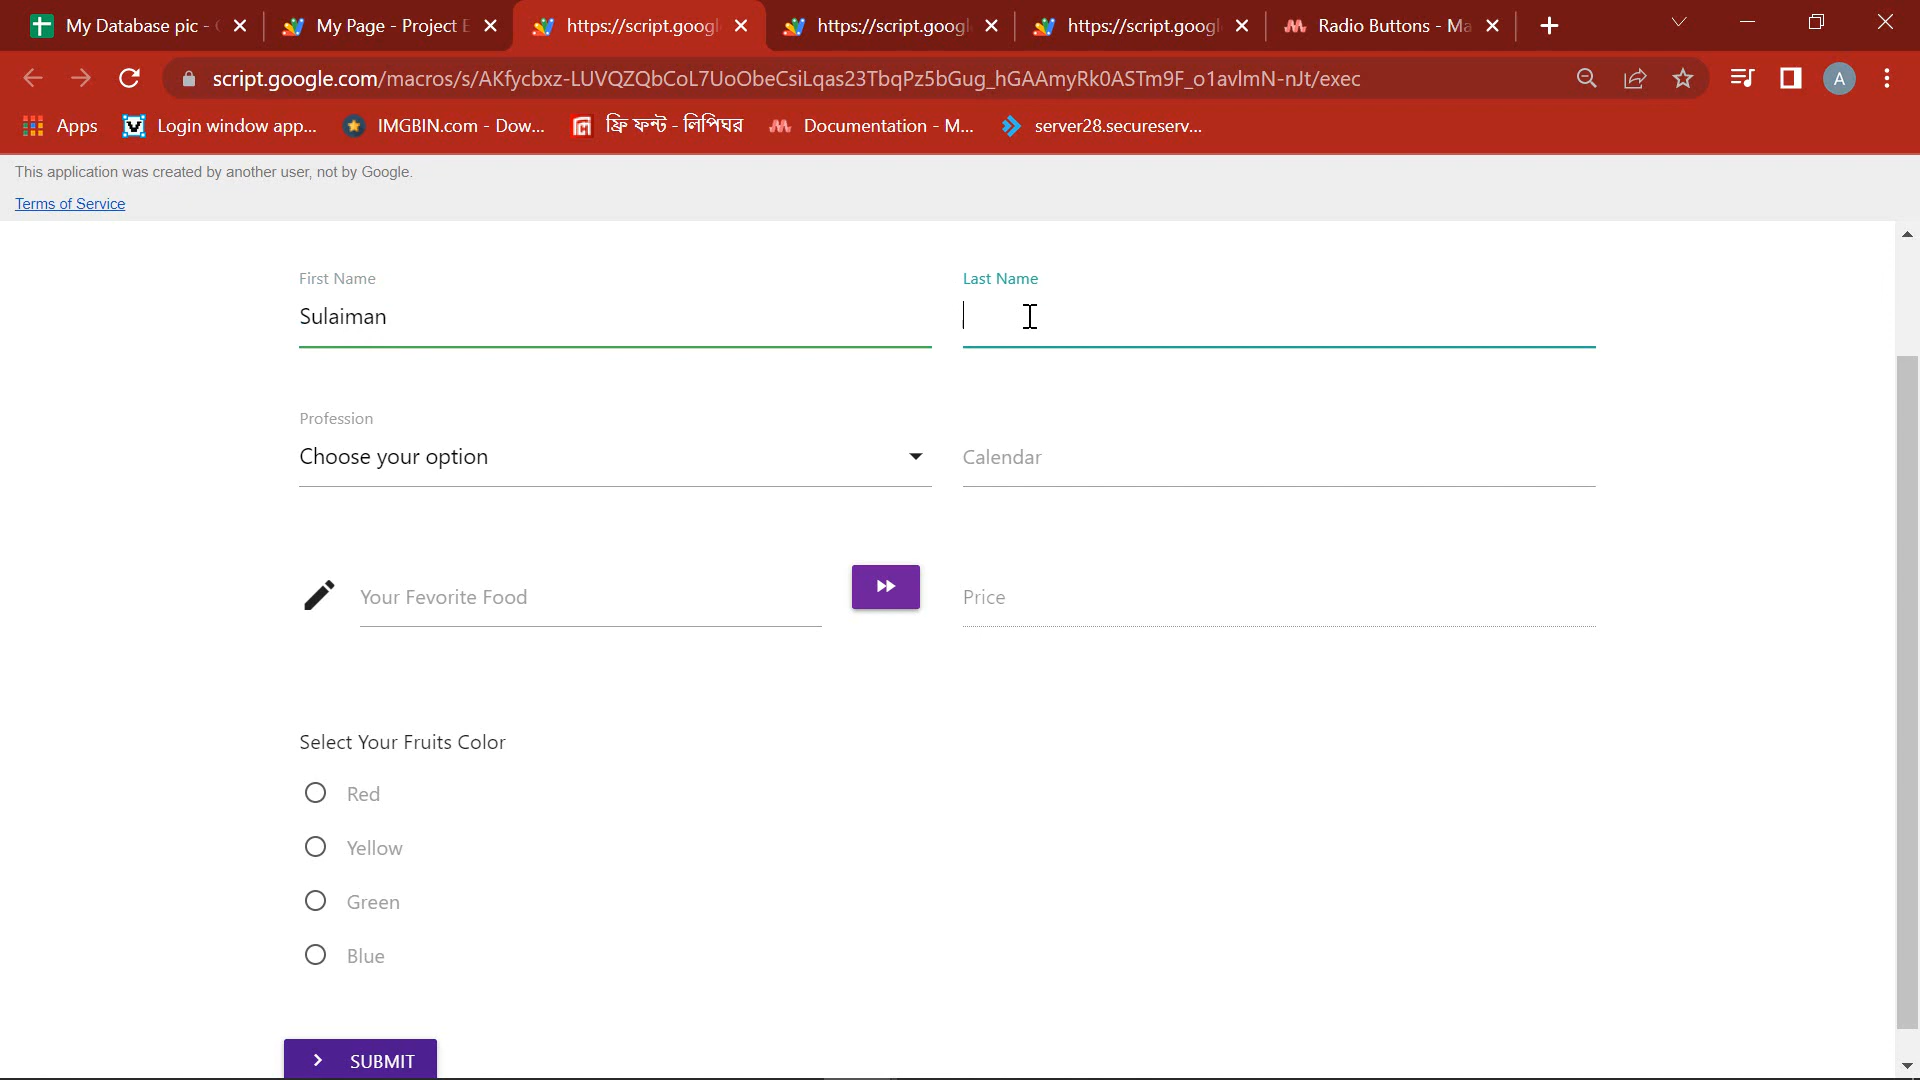 My Database pic - My Page - Project E https://script.googl https://script.googl https://script.googl Radio Buttons - Ma
script.google.com/macros/s/AKfycbxz-LUVQZQbCoL7UoObeCsiLqas23TbqPz5bGug_hGAAmyRk0ASTm9F_o1avlmN-nJt/exec A
Apps Login window app... IMGBIN.com - Dow... ফ্রি ফন্ট - লিপিঘর Documentation - M... server28.secureserv...
This application was created by another user, not by Google.
Terms of Service
First Name Last Name
Sulaiman
Profession
Choose your option Calendar
Your Fevorite Food Price
Select Your Fruits Color
Red
Yellow
Green
Blue
SUBMIT